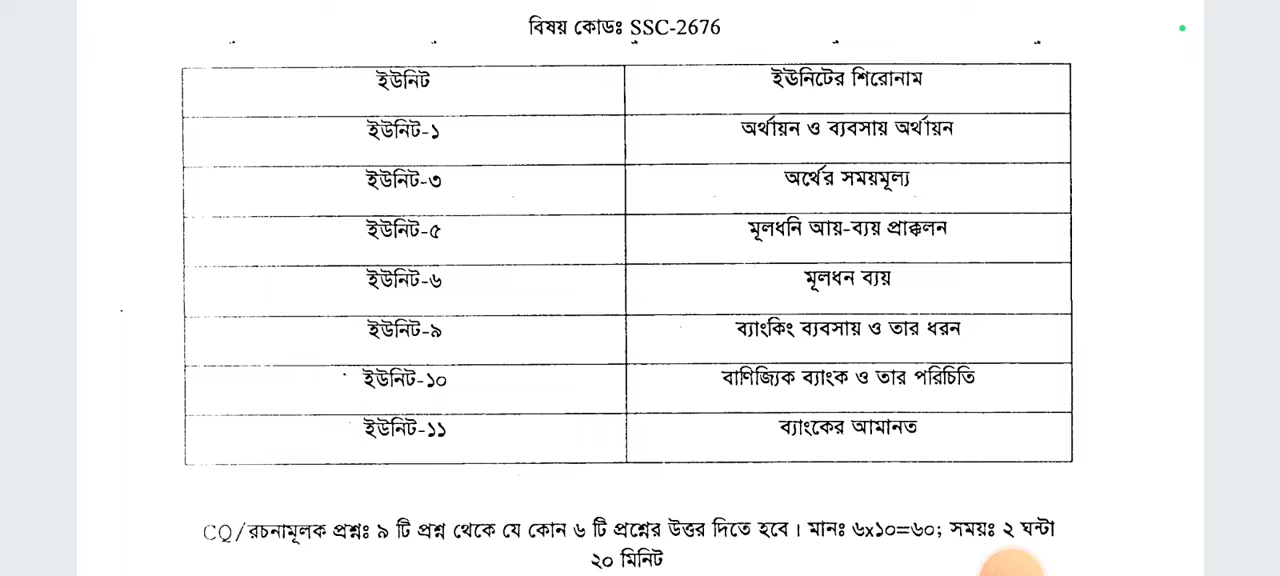 বিষয় কোডঃ SSC-2676
ইউনিট ইউনিটের শিরোনাম
ইউনিট-১ অর্থায়ন ও ব্যবসায় অর্থায়ন
ইউনিট-৩ অর্থের সময়মূল্য
ইউনিট-৫ মূলধনি আয়-ব্যয় প্রাক্কলন
ইউনিট-৬ মূলধন ব্যয়
ইউনিট-৯ ব্যাংকিং ব্যবসায় ও তার ধরন
ইউনিট-১০ বাণিজ্যিক ব্যাংক ও তার পরিচিতি
ইউনিট-১১ ব্যাংকের আমানত
CQ/রচনামূলক প্রশ্নঃ ৯ টি প্রশ্ন থেকে যে কোন ৬ টি প্রশ্নের উত্তর দিতে হবে। মানঃ ৬x১০=৬০; সময়ঃ ২ ঘন্টা
২০ মিনিট